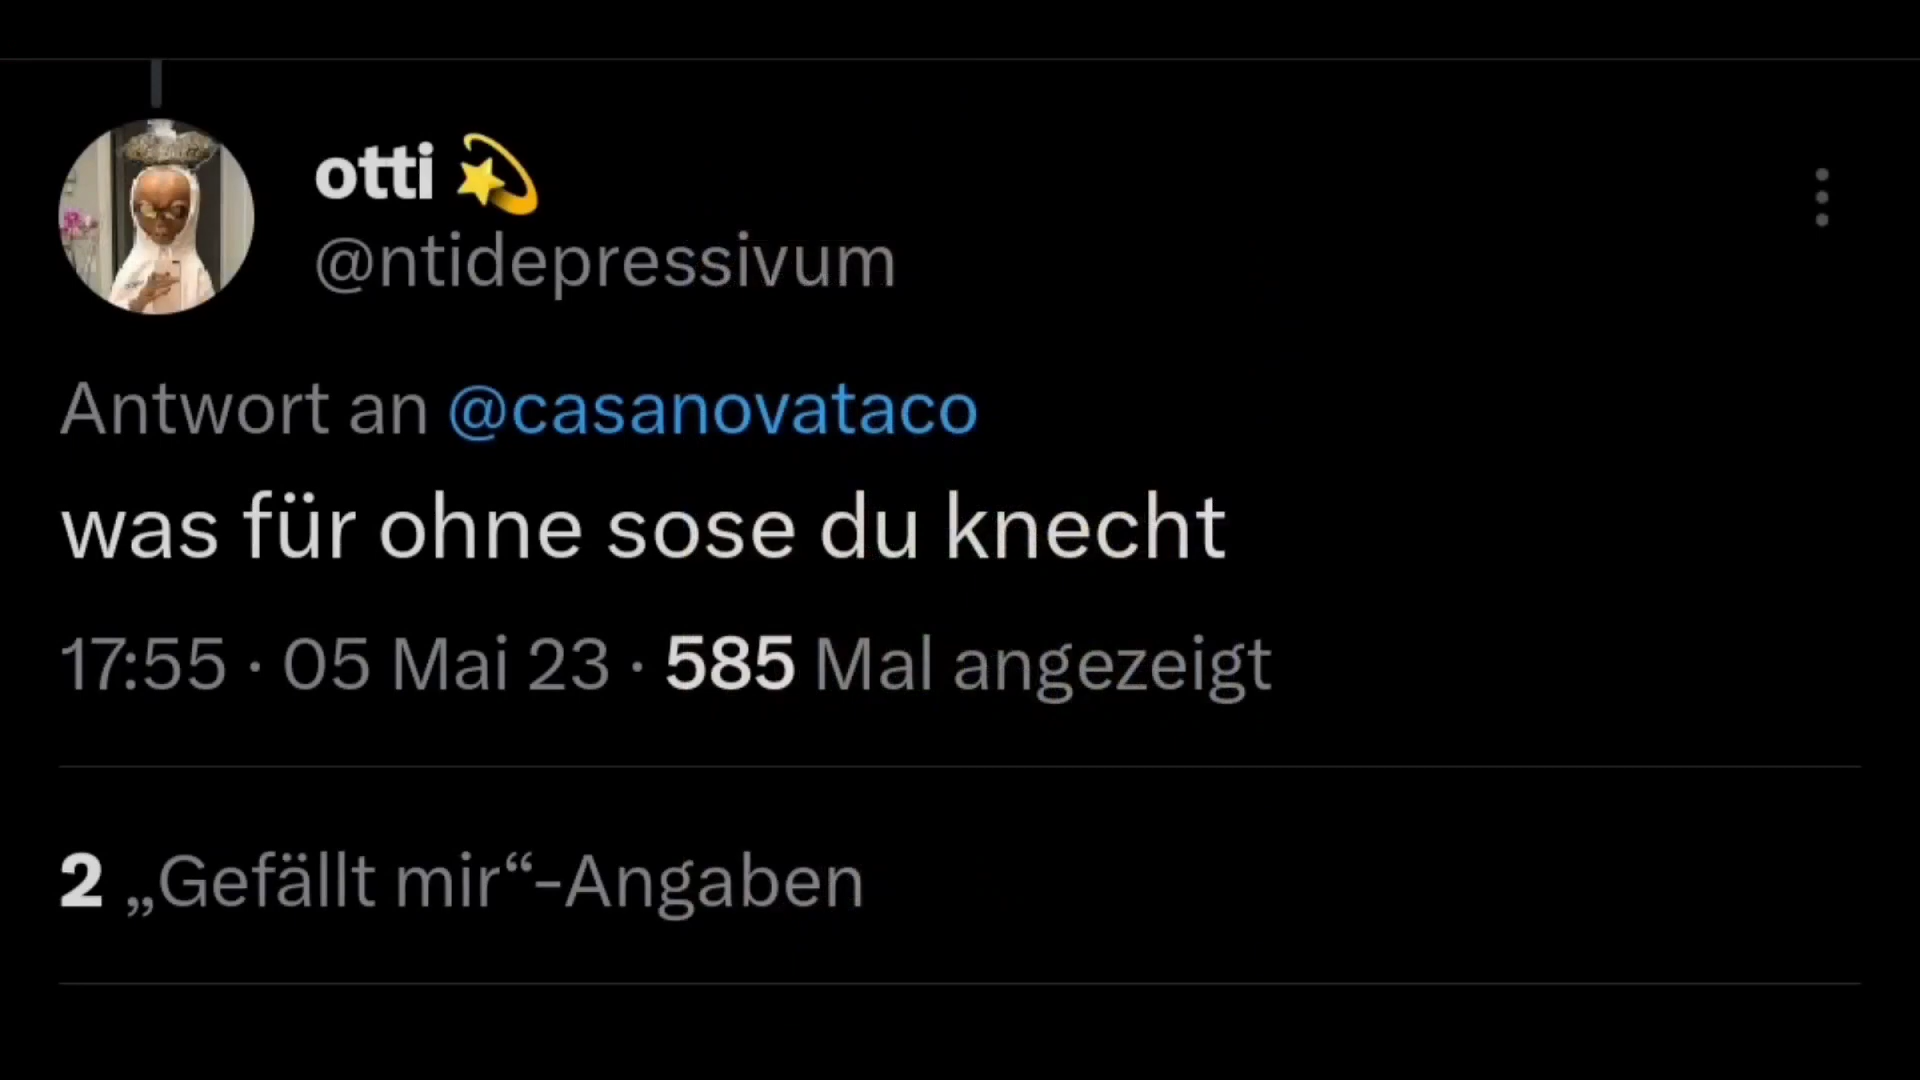 otti 💫
@ntidepressivum
Antwort an @casanovataco
was für ohne sose du knecht
17:55 · 05 Mai 23 · 585 Mal angezeigt
2 „Gefällt mir“-Angaben